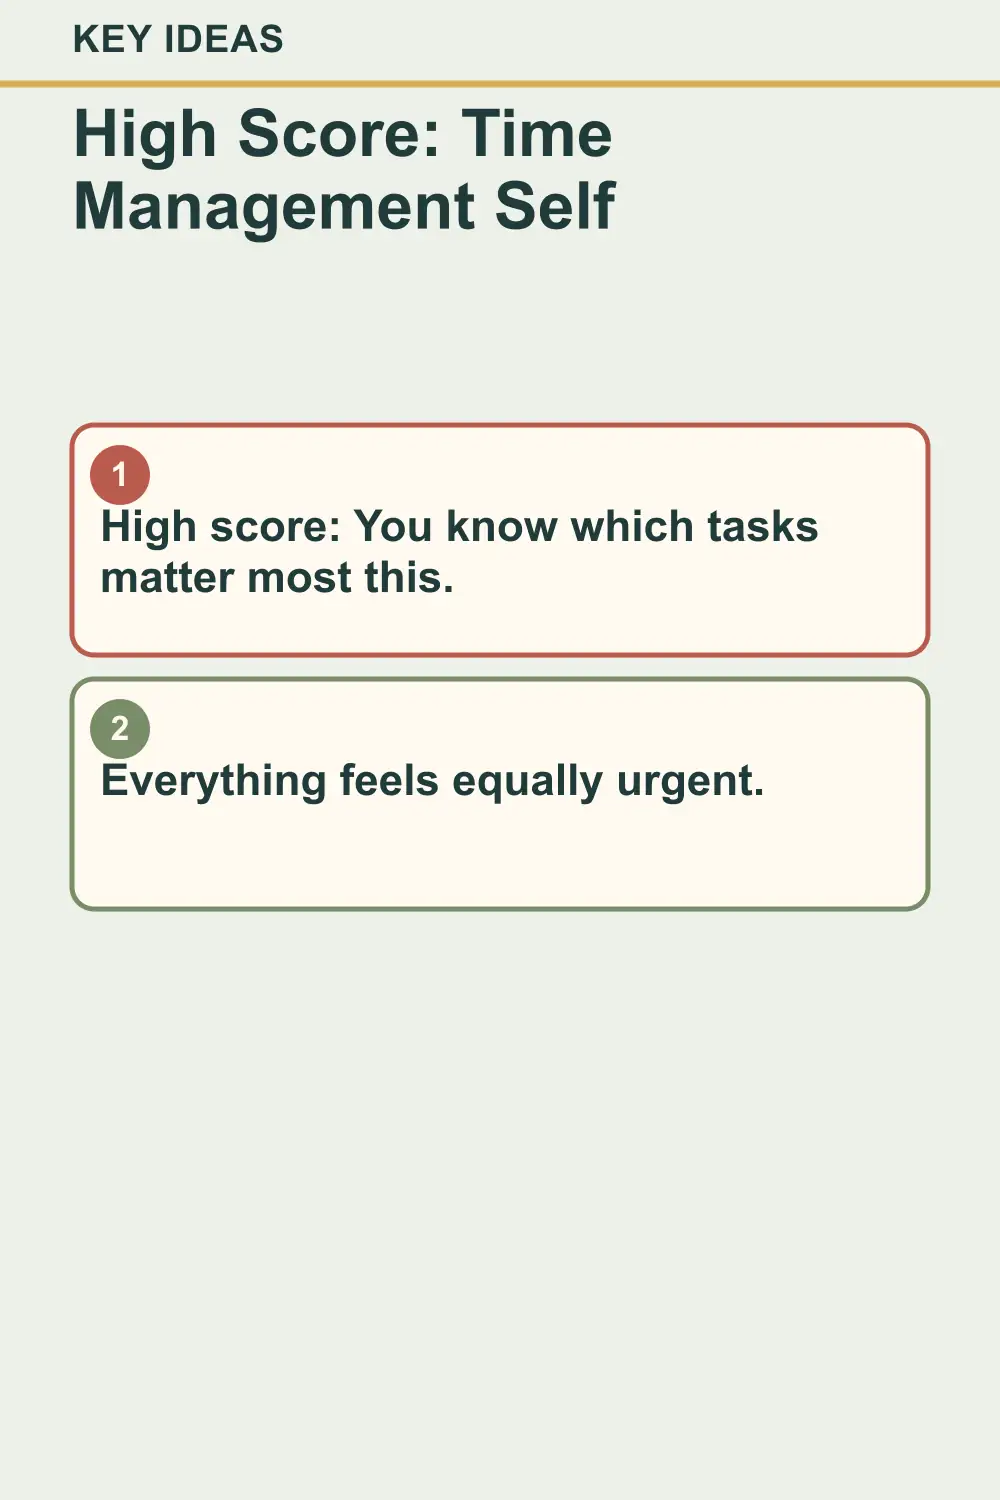 KEY IDEAS
High Score: Time
Management Self
1
High score: You know which tasks
matter most this.
2
Everything feels equally urgent.